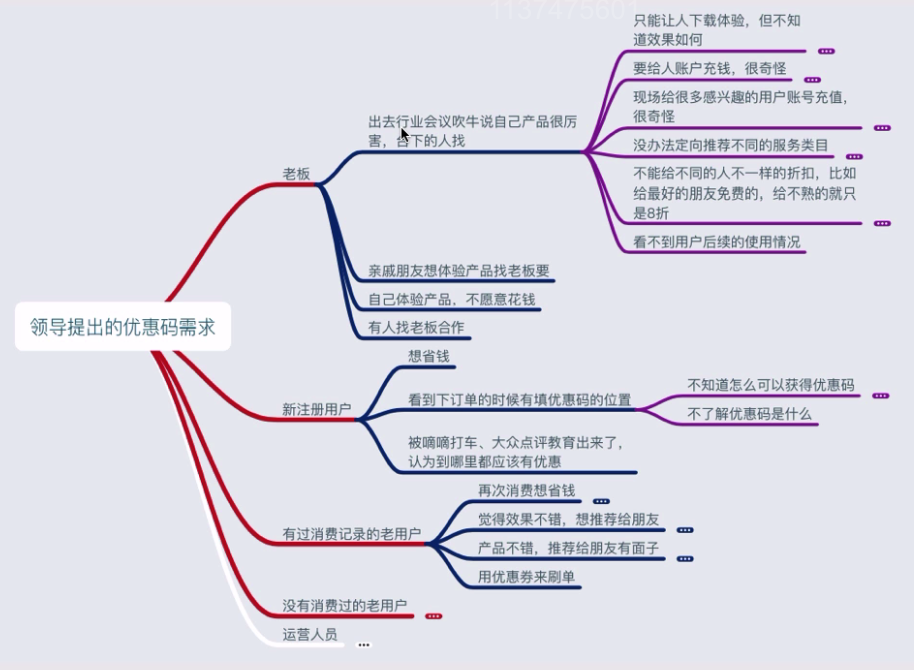 1137475601
只能让人下载体验，但不知
道效果如何
要给人账户充钱，很奇怪
现场给很多感兴趣的用户账号充值，
很奇怪
出去行业会议吹牛说自己产品很厉
害，台下的人找
没办法定向推荐不同的服务类目
老板
不能给不同的人不一样的折扣，比如
给最好的朋友免费的，给不熟的就只
是8折
看不到用户后续的使用情况
亲戚朋友想体验产品找老板要
自己体验产品，不愿意花钱
有人找老板合作
领导提出的优惠码需求
想省钱
新注册用户
看到下订单的时候有填优惠码的位置
不知道怎么可以获得优惠码
不了解优惠码是什么
被嘀嘀打车、大众点评教育出来了，
认为到哪里都应该有优惠
再次消费想省钱
觉得效果不错，想推荐给朋友
有过消费记录的老用户
产品不错，推荐给朋友有面子
用优惠券来刷单
没有消费过的老用户
运营人员